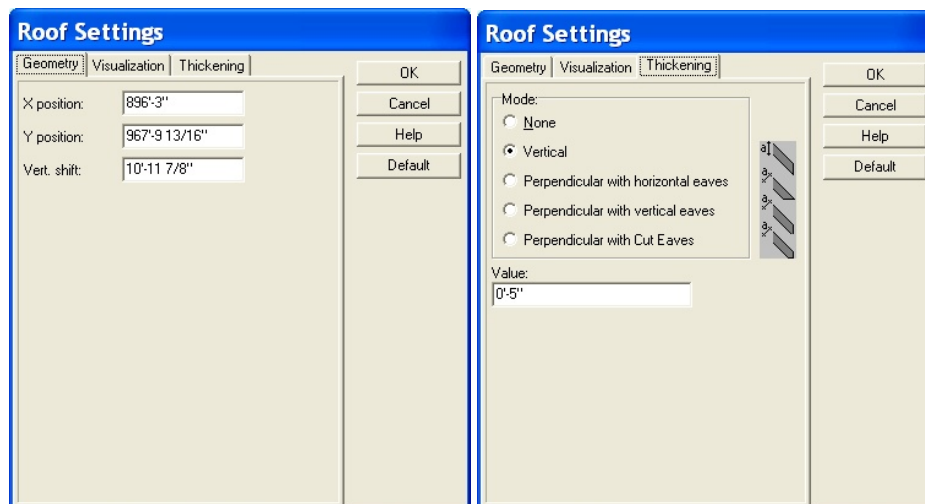 Roof Settings
Geometry Visualization Thickening
X position: 896'-3"
Y position: 967'-9 13/16"
Vert. shift: 10'-11 7/8"
OK
Cancel
Help
Default
Roof Settings
Geometry Visualization Thickening
Mode:
None
Vertical
Perpendicular with horizontal eaves
Perpendicular with vertical eaves
Perpendicular with Cut Eaves
a
a
a
a
Value:
0'-5"
OK
Cancel
Help
Default